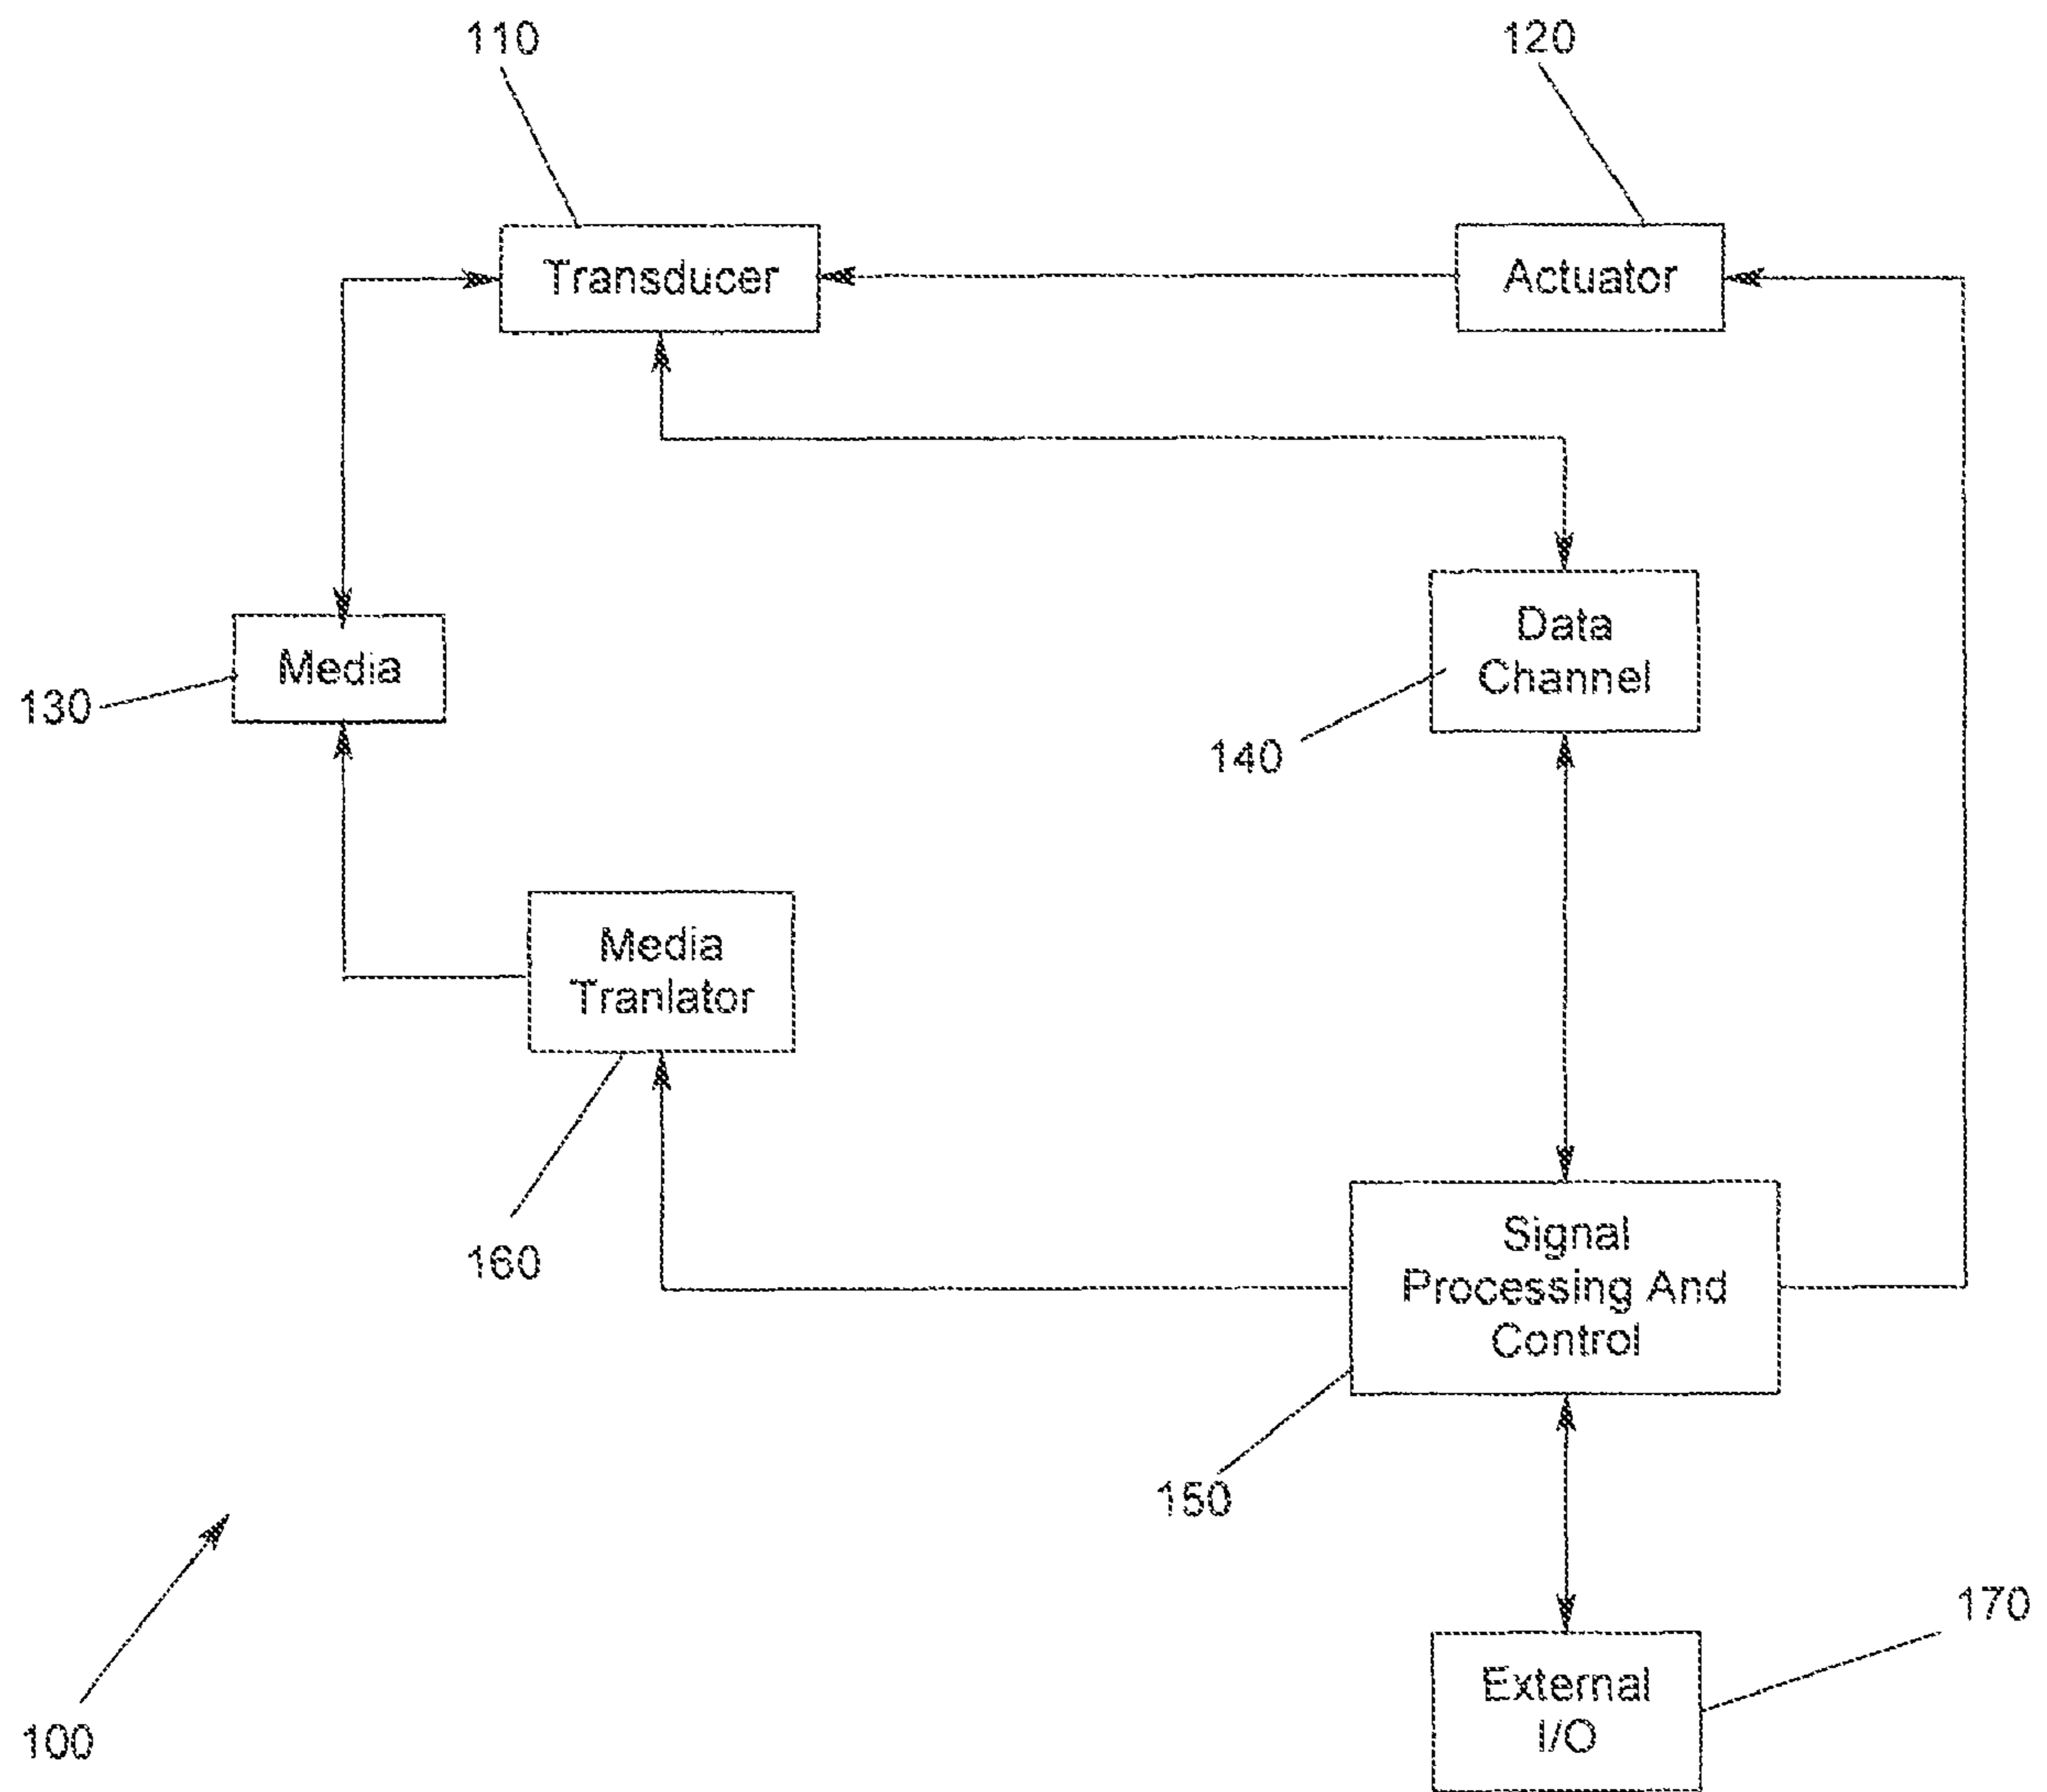 110
120
Transducer
Actuator
Media
130
Data
Channel
140
Media
Tranlator
160
Signal
Processing And
Control
150
170
External
I/O
100